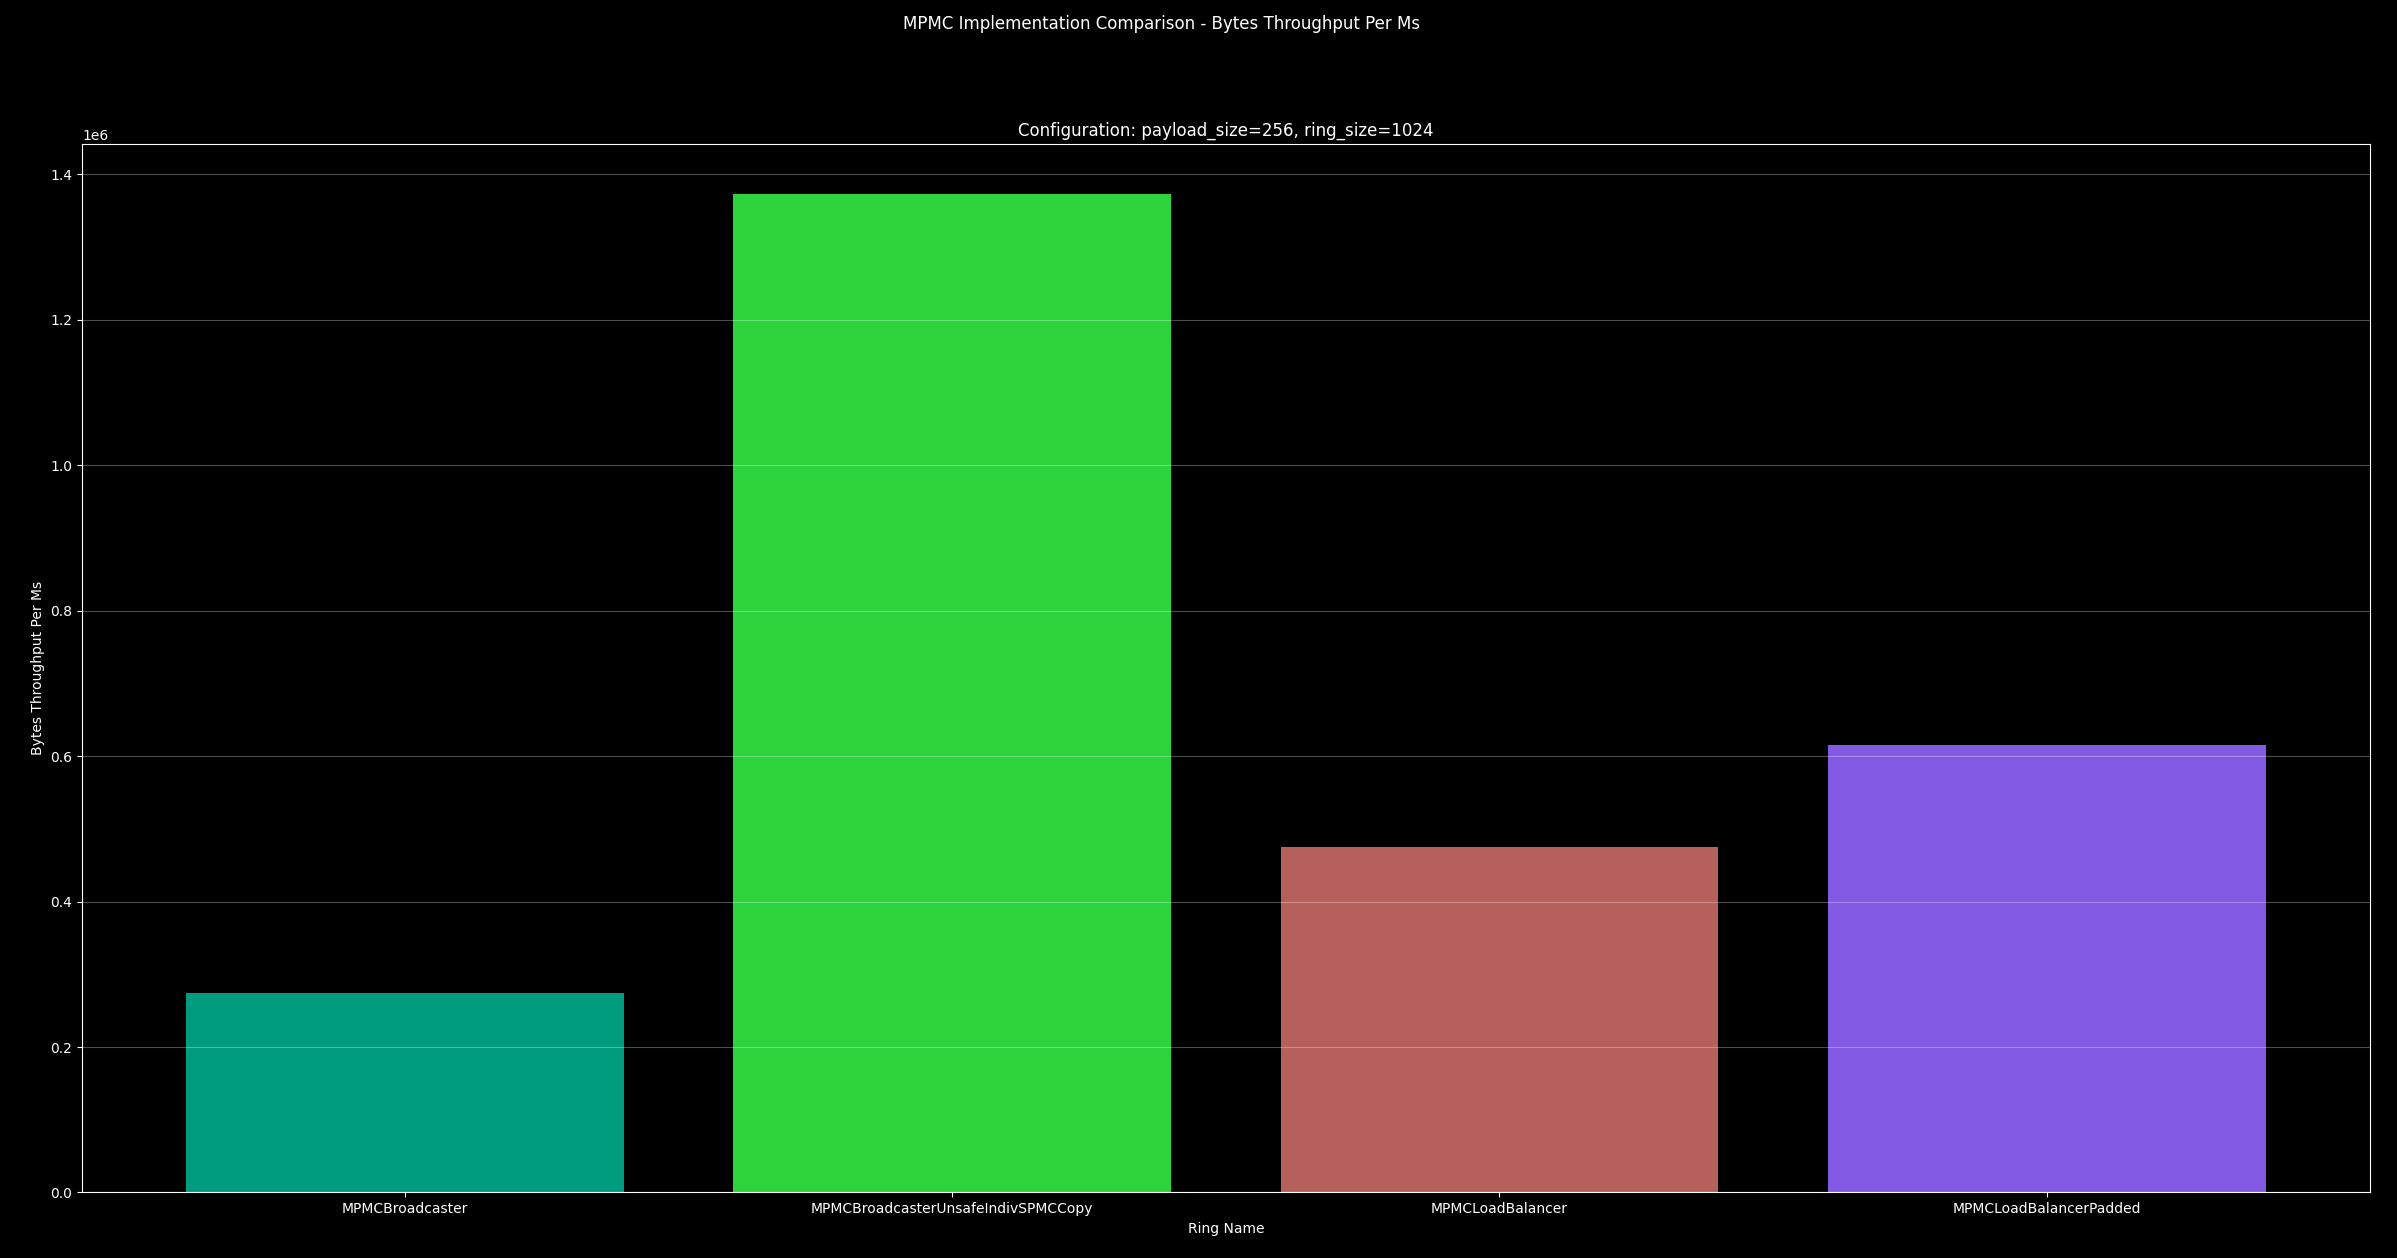 MPMC Implementation Comparison - Bytes Throughput Per Ms
Configuration: payload_size=256, ring_size=1024
1e6
1.4
1.2
1.0
0.8
0.6
0.4
0.2
0.0
Bytes Throughput Per Ms
MPMCBroadcaster
MPMCBroadcasterUnsafeIndivSPMCCopy
MPMCLoadBalancer
MPMCLoadBalancerPadded
Ring Name